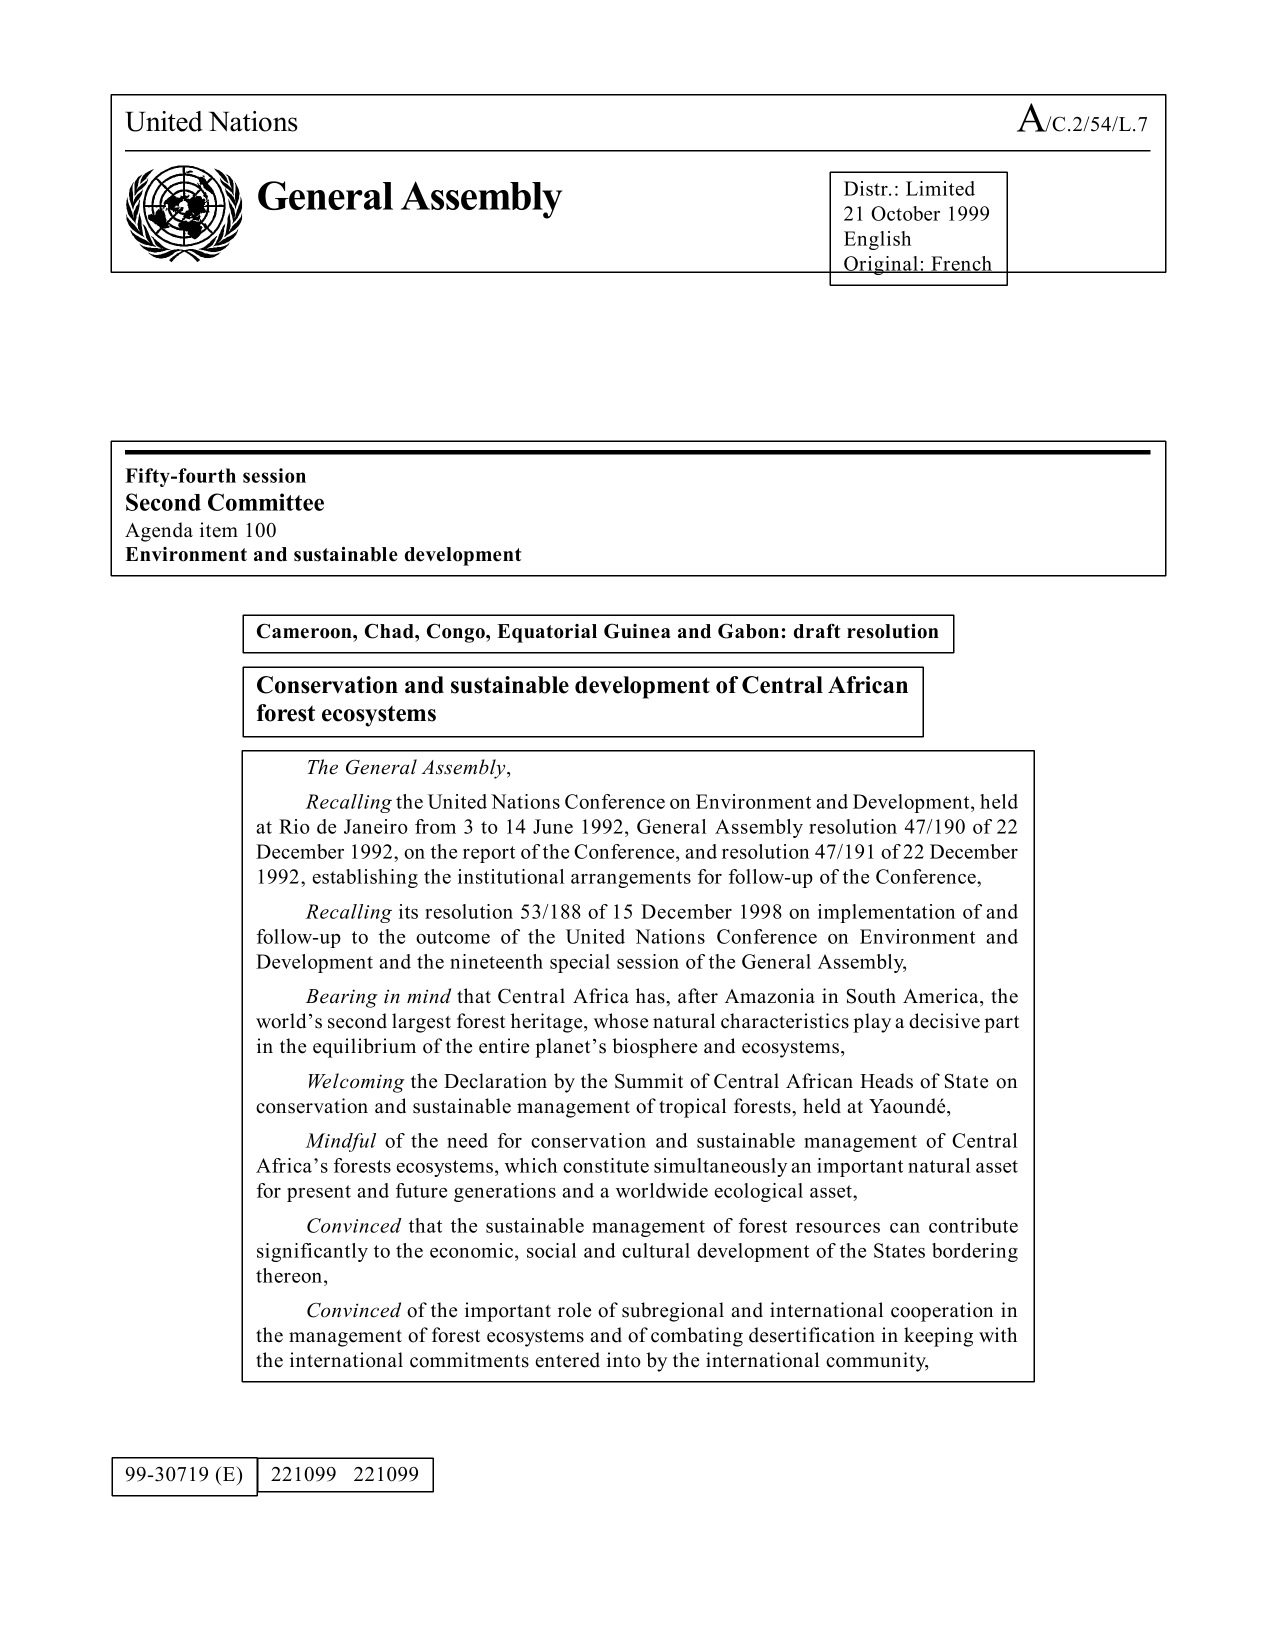 United Nations
A/C.2/54/L.7
General Assembly
Distr.: Limited
21 October 1999
English
Original: French
Fifty-fourth session
Second Committee
Agenda item 100
Environment and sustainable development
Cameroon, Chad, Congo, Equatorial Guinea and Gabon: draft resolution
Conservation and sustainable development of Central African
forest ecosystems
The General Assembly,
Recalling the United Nations Conference on Environment and Development, held
at Rio de Janeiro from 3 to 14 June 1992, General Assembly resolution 47/190 of 22
December 1992, on the report of the Conference, and resolution 47/191 of 22 December
1992, establishing the institutional arrangements for follow-up of the Conference,
Recalling its resolution 53/188 of 15 December 1998 on implementation of and
follow-up to the outcome of the United Nations Conference on Environment and
Development and the nineteenth special session of the General Assembly,
Bearing in mind that Central Africa has, after Amazonia in South America, the
world’s second largest forest heritage, whose natural characteristics play a decisive part
in the equilibrium of the entire planet’s biosphere and ecosystems,
Welcoming the Declaration by the Summit of Central African Heads of State on
conservation and sustainable management of tropical forests, held at Yaoundé,
Mindful of the need for conservation and sustainable management of Central
Africa’s forests ecosystems, which constitute simultaneously an important natural asset
for present and future generations and a worldwide ecological asset,
Convinced that the sustainable management of forest resources can contribute
significantly to the economic, social and cultural development of the States bordering
thereon,
Convinced of the important role of subregional and international cooperation in
the management of forest ecosystems and of combating desertification in keeping with
the international commitments entered into by the international community,
99-30719 (E) 221099 221099